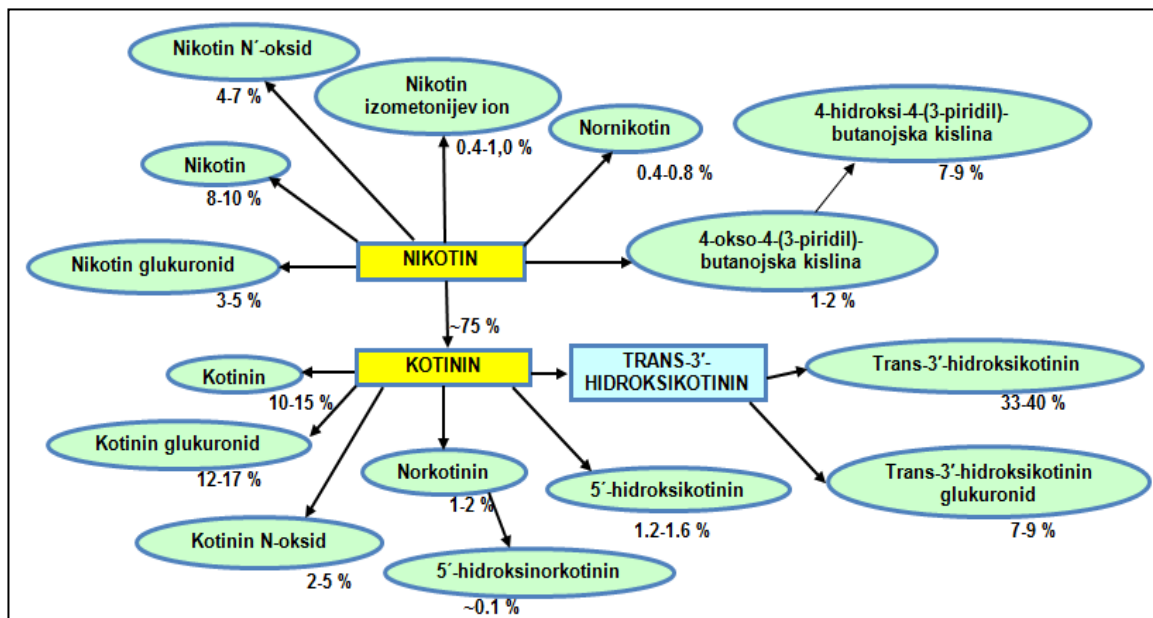 Nikotin N´-oksid
4-7 %
Nikotin
izometonijev ion
0.4-1,0 %
Nornikotin
0.4-0.8 %
4-hidroksi-4-(3-piridil)-
butanojska kislina
7-9 %
Nikotin
8-10 %
NIKOTIN
4-okso-4-(3-piridil)-
butanojska kislina
1-2 %
Nikotin glukuronid
3-5 %
~75 %
KOTININ
TRANS-3′-
HIDROKSIKOTININ
Trans-3′-hidroksikotinin
33-40 %
Kotinin
10-15 %
Kotinin glukuronid
12-17 %
Norkotinin
1-2 %
5´-hidroksikotinin
1.2-1.6 %
Trans-3′-hidroksikotinin
glukuronid
7-9 %
Kotinin N-oksid
2-5 %
5´-hidroksinorkotinin
~0.1 %